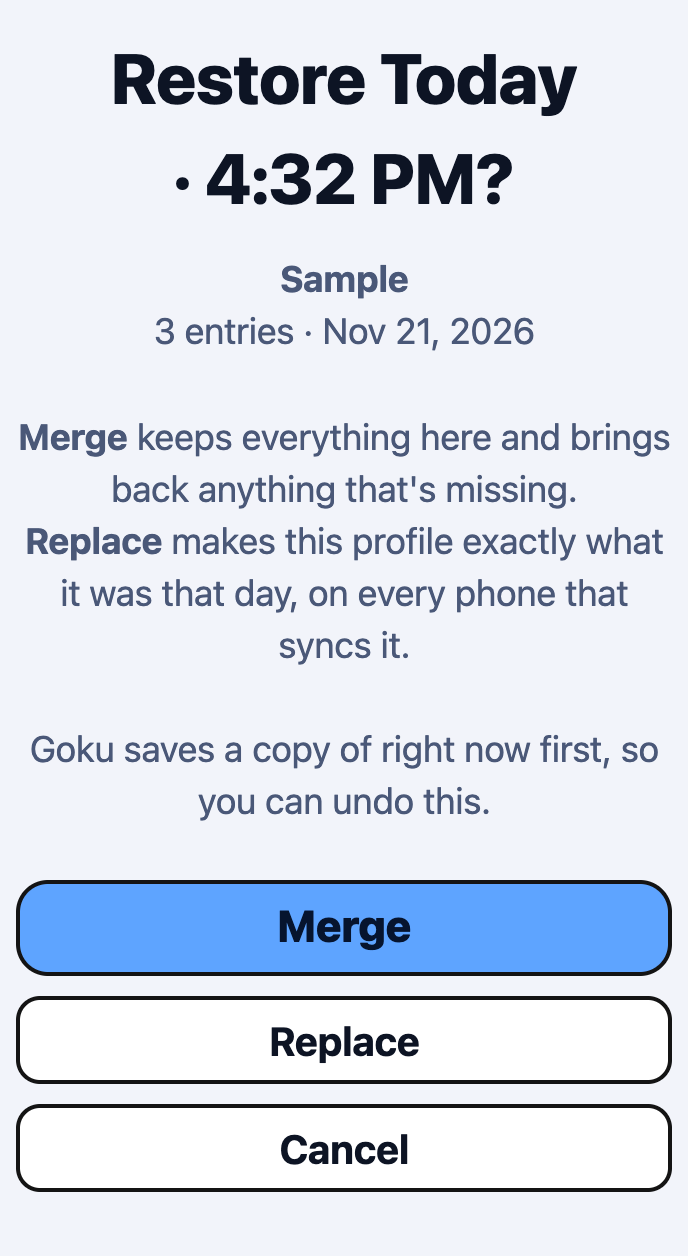 Restore Today
· 4:32 PM?
Sample
3 entries · Nov 21, 2026
Merge keeps everything here and brings
back anything that's missing.
Replace makes this profile exactly what
it was that day, on every phone that
syncs it.
Goku saves a copy of right now first, so
you can undo this.
Merge
Replace
Cancel